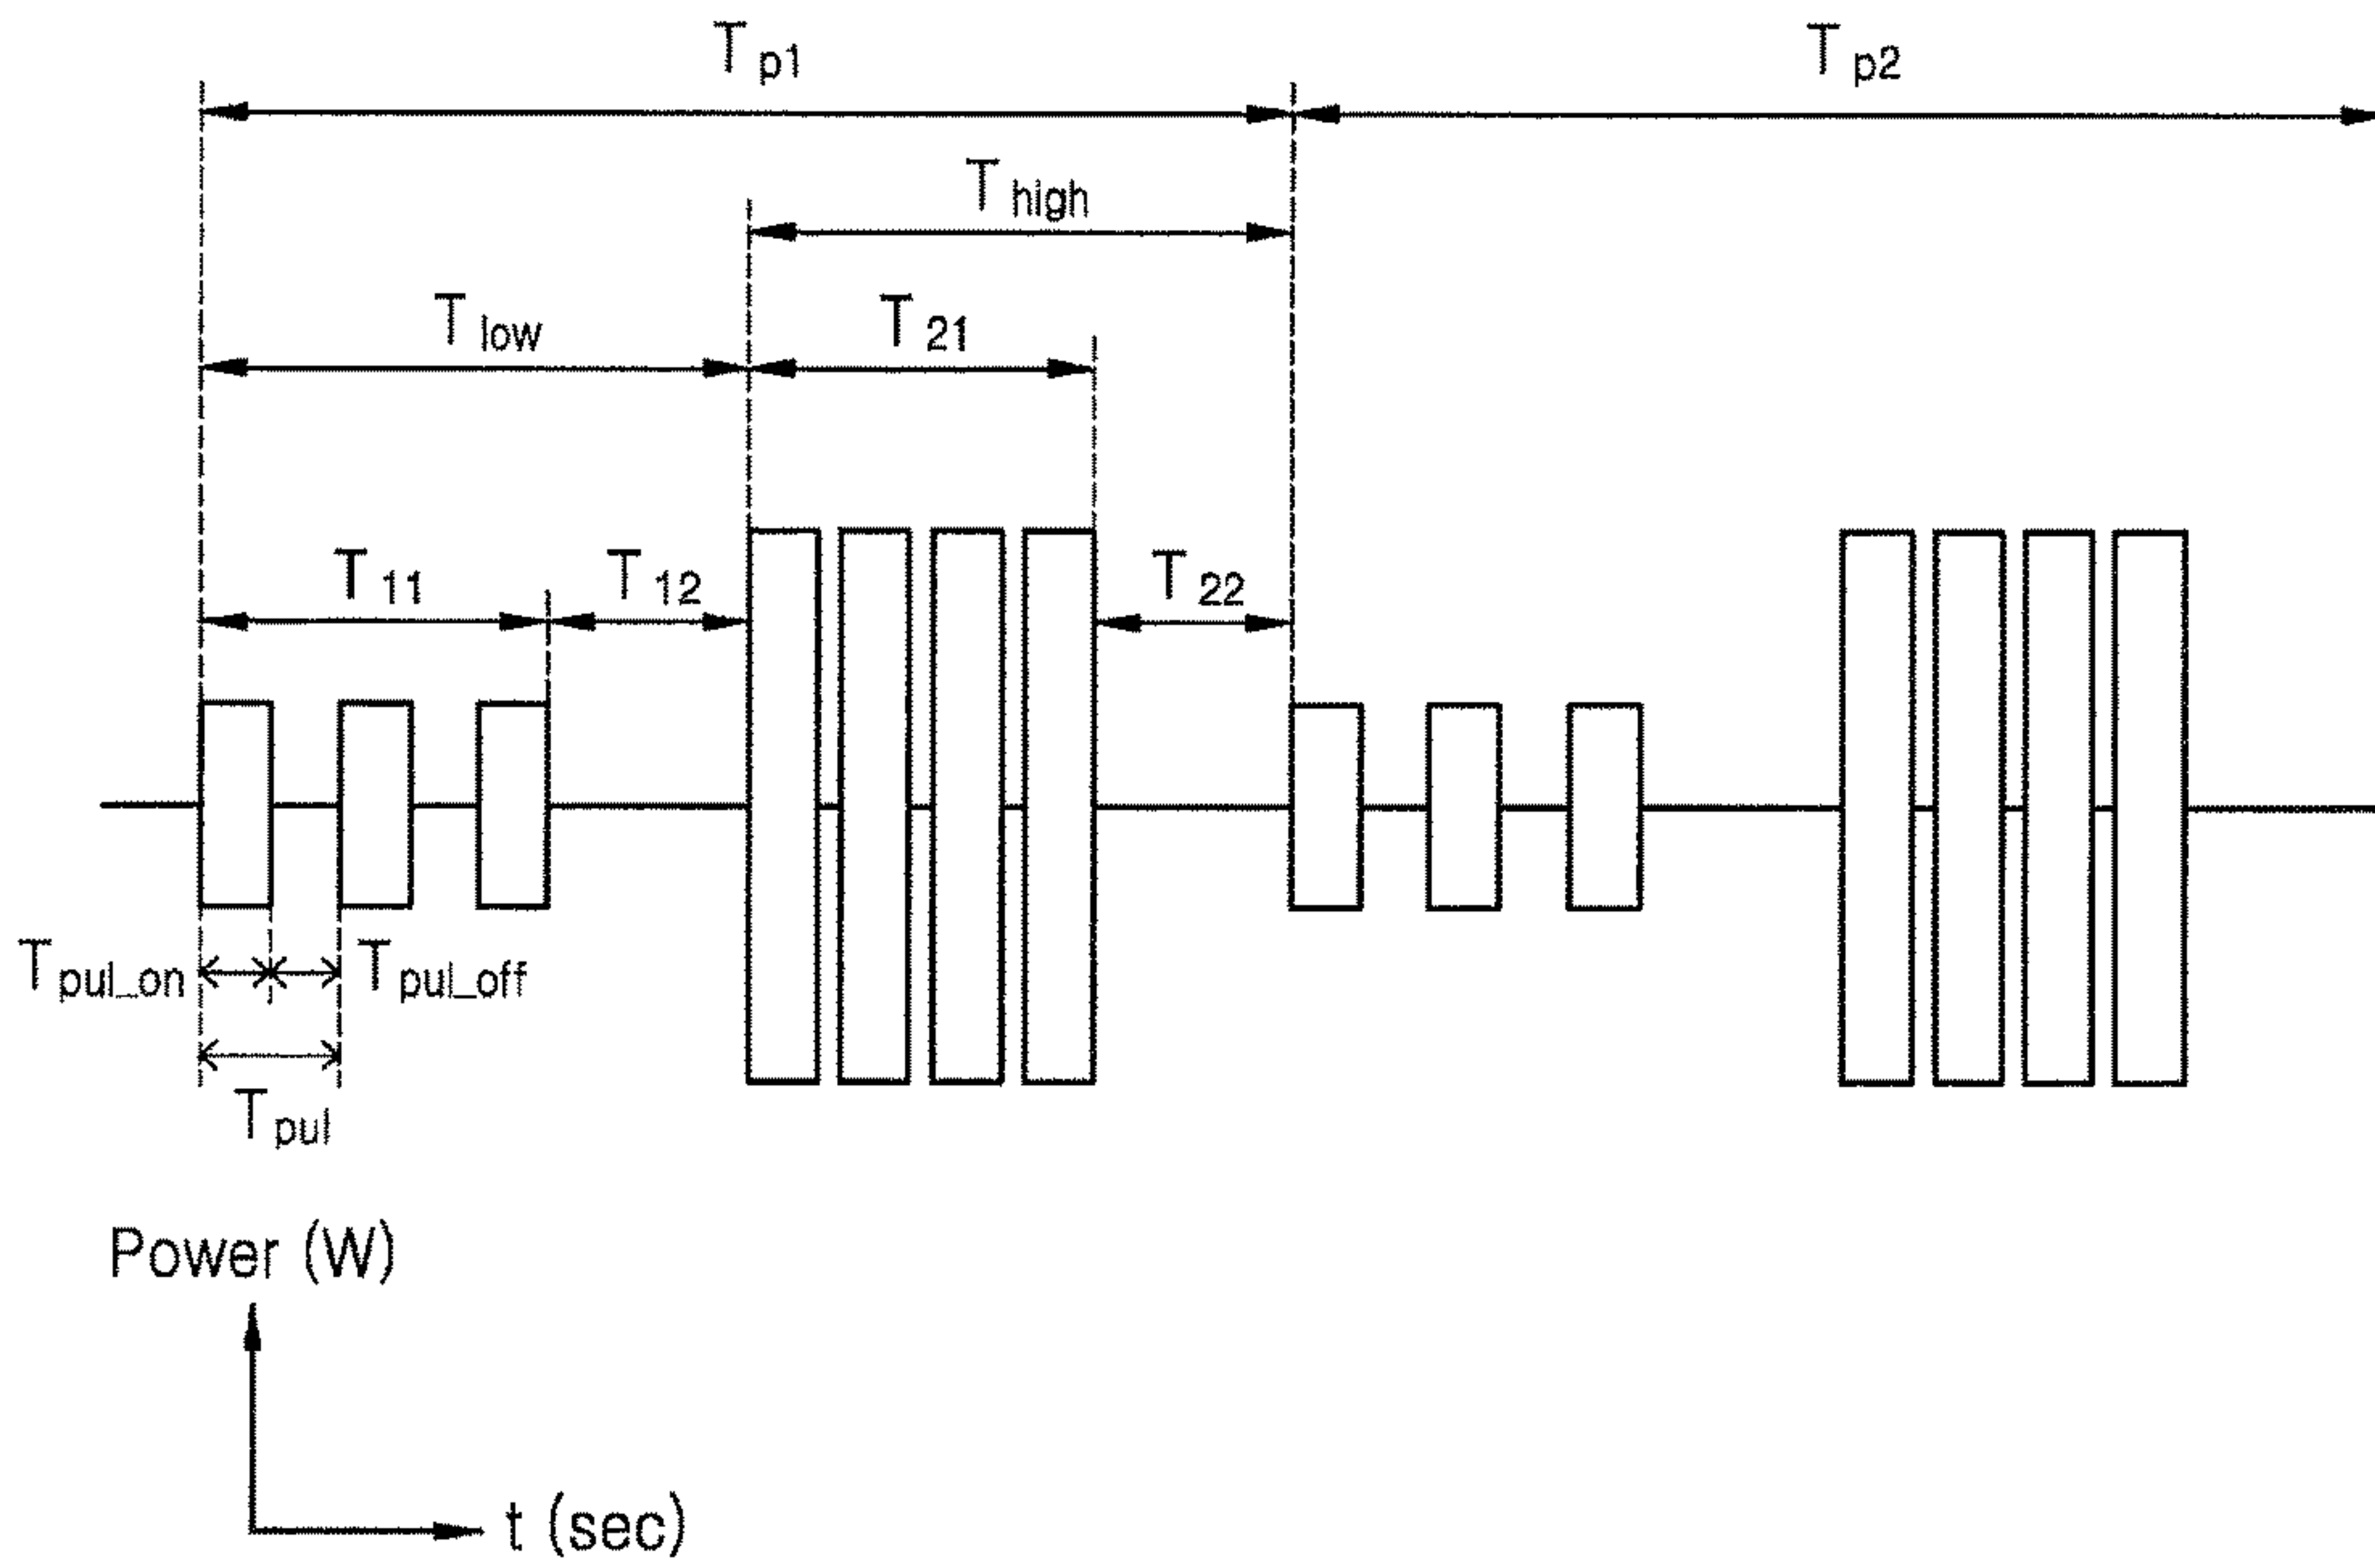 T p1
T p2
T high
T low
T 21
T 11
T 12
T 22
T pul_on
T pul_off
T pul
Power (W)
t (sec)